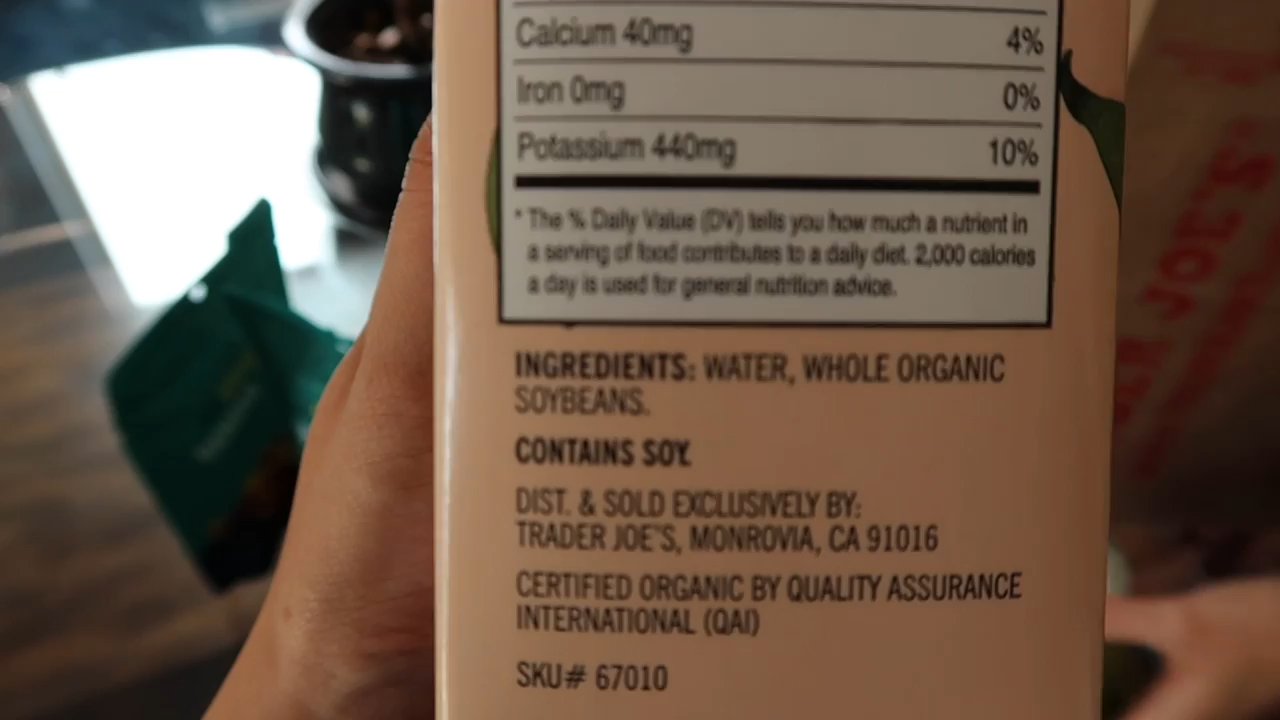 Calcium 40mg 4%
Iron 0mg 0%
Potassium 440mg 10%
* The % Daily Value (DV) tells you how much a nutrient in
a serving of food contributes to a daily diet. 2,000 calories
a day is used for general nutrition advice.
INGREDIENTS: WATER, WHOLE ORGANIC
SOYBEANS.
CONTAINS SOY.
DIST. & SOLD EXCLUSIVELY BY:
TRADER JOE'S, MONROVIA, CA 91016
CERTIFIED ORGANIC BY QUALITY ASSURANCE
INTERNATIONAL (QAI)
SKU# 67010
JOE'S